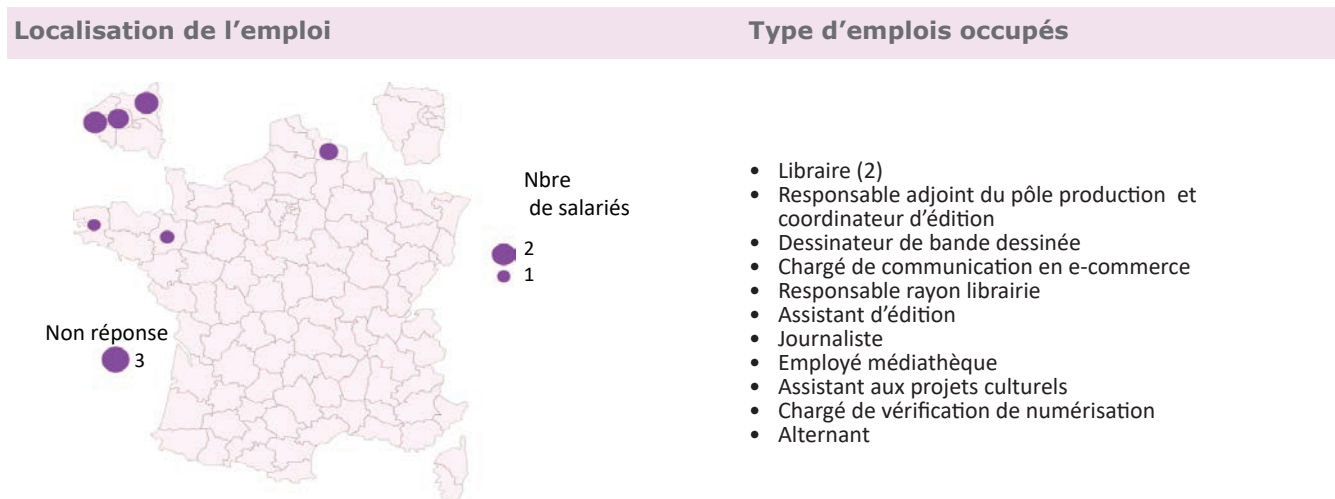 Localisation de l’emploi
Type d’emplois occupés
Nbre
de salariés
2
1
Non réponse
3
• Libraire (2)
• Responsable adjoint du pôle production et
coordinateur d’édition
• Dessinateur de bande dessinée
• Chargé de communication en e-commerce
• Responsable rayon librairie
• Assistant d’édition
• Journaliste
• Employé médiathèque
• Assistant aux projets culturels
• Chargé de vérification de numérisation
• Alternant